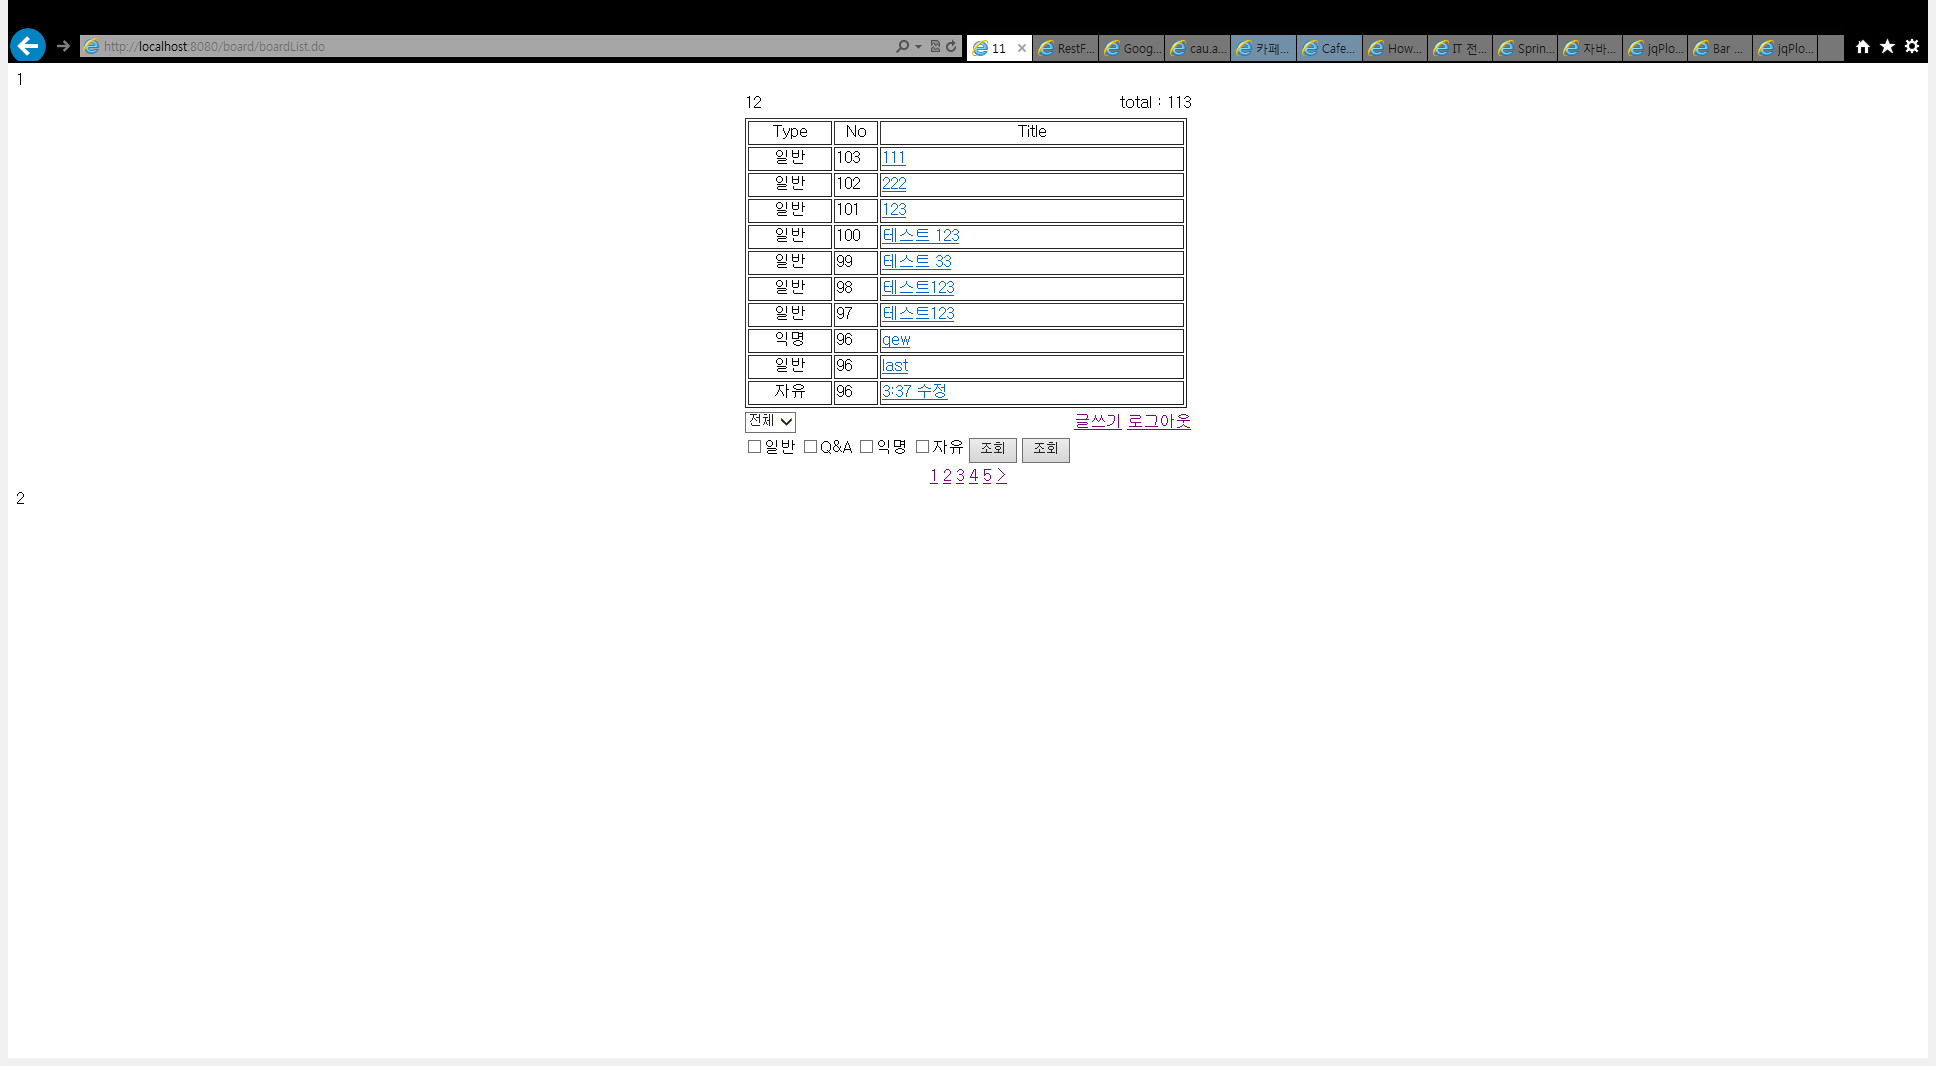 http://localhost:8080/board/boardList.do 11 RestF... Goog... cau.a... 카페... Cafe... How... IT 전... Sprin... 자바... jqPlo... Bar ... jqPlo...
1
12 total : 113
Type No Title
일반 103 111
일반 102 222
일반 101 123
일반 100 테스트 123
일반 99 테스트 33
일반 98 테스트123
일반 97 테스트123
익명 96 qew
일반 96 last
자유 96 3:37 수정
전체 글쓰기 로그아웃
일반 Q&A 익명 자유 조회 조회
1 2 3 4 5 >
2